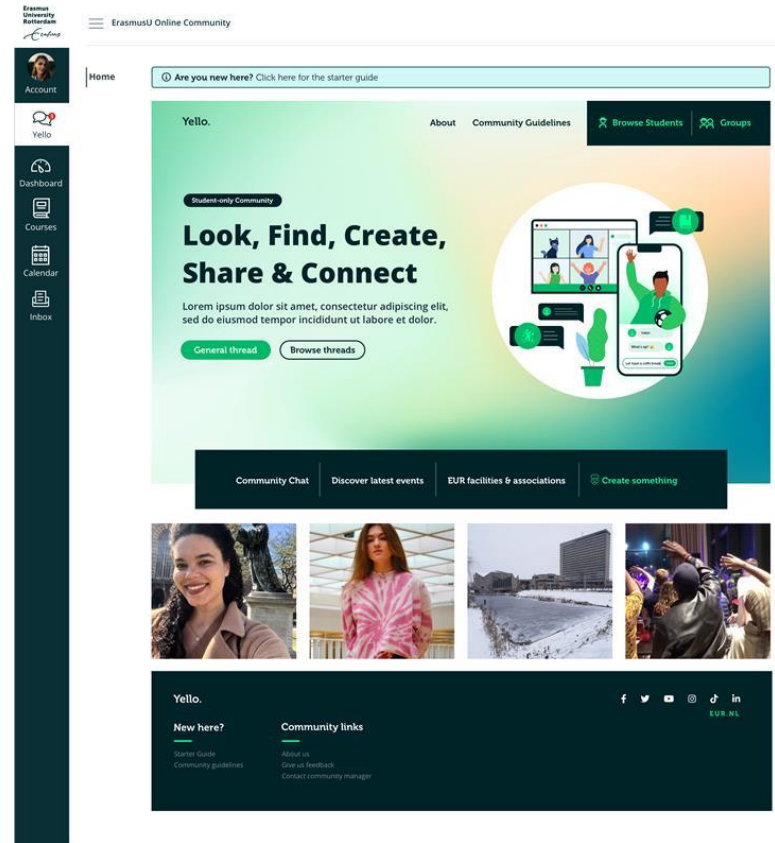 Erasmus
University
Rotterdam
Erasmus
ErasmusU Online Community
Account
Yello
Dashboard
Courses
Calendar
Inbox
Home
Are you new here? Click here for the starter guide
Yello.
About
Community Guidelines
Browse Students
Groups
Student-only Community
Look, Find, Create,
Share & Connect
Lorem ipsum dolor sit amet, consectetur adipiscing elit,
sed do eiusmod tempor incididunt ut labore et dolor.
General thread
Browse threads
Community Chat
Discover latest events
EUR facilities & associations
Create something
Yello.
EUR.NL
New here?
Starter Guide
Community guidelines
Community links
About us
Give us feedback
Contact community manager